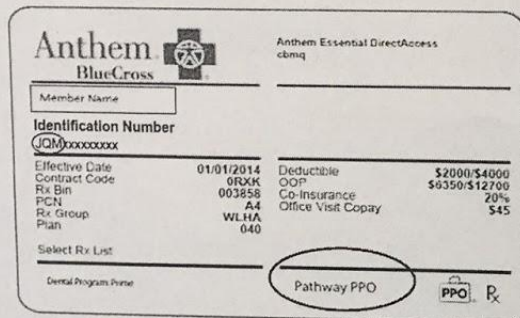 Anthem.
BlueCross
Anthem Essential DirectAccess
cbmq
Member Name
Identification Number
JQMxxxxxxxxx
Effective Date 01/01/2014
Contract Code 0RXK
Rx Bin 003858
PCN A4
Rx Group WLHA
Plan 040
Select Rx List
Deductible $2000/$4000
OOP $6350/$12700
Co-Insurance 20%
Office Visit Copay $45
Dental Program: Prime
Pathway PPO
PPO Rx